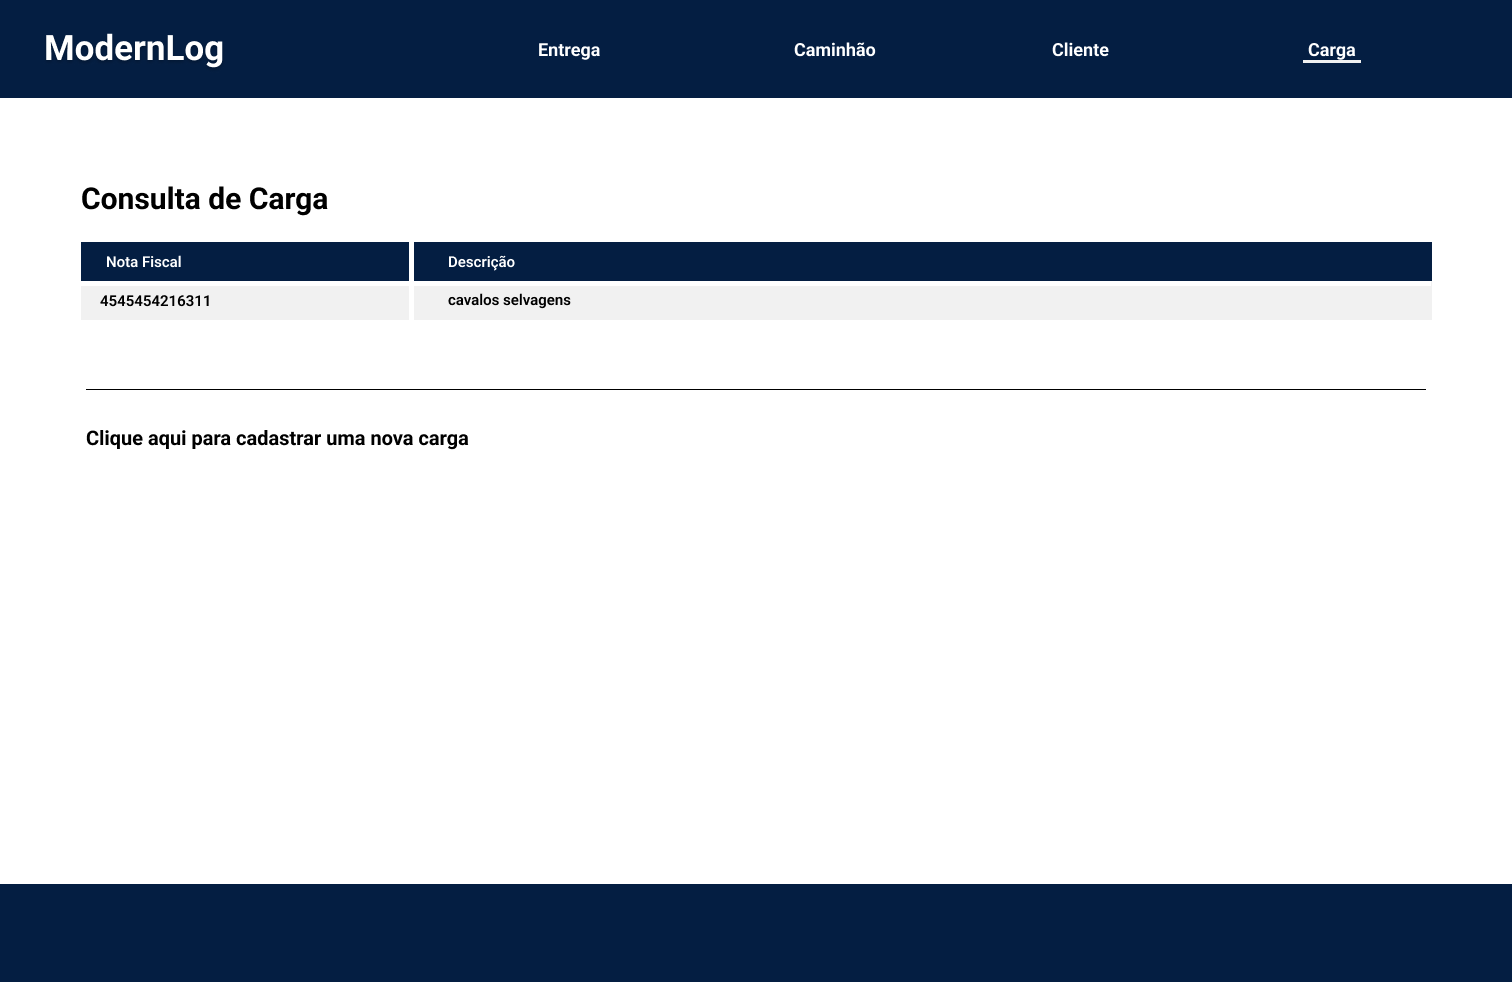 ModernLog Entrega Caminhão Cliente Carga
Consulta de Carga
Nota Fiscal Descrição
4545454216311 cavalos selvagens
Clique aqui para cadastrar uma nova carga